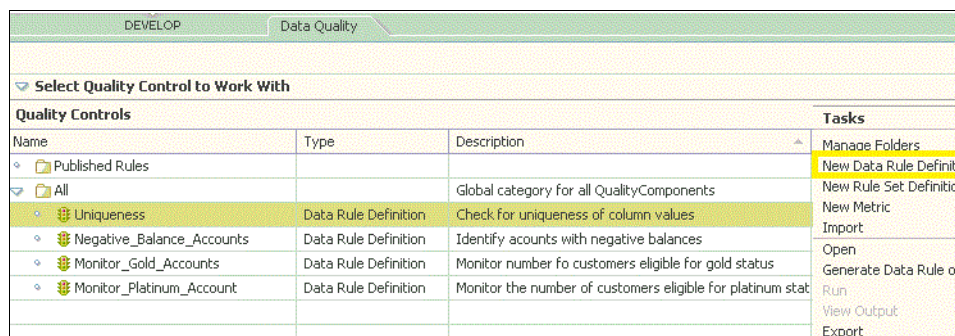 DEVELOP Data Quality
Select Quality Control to Work With
Quality Controls
Tasks
Name Type Description
Manage Folders
Published Rules
New Data Rule Definit
All Global category for all QualityComponents
New Rule Set Definitio
Uniqueness Data Rule Definition Check for uniqueness of column values
New Metric
Import
Negative_Balance_Accounts Data Rule Definition Identify acounts with negative balances
Open
Monitor_Gold_Accounts Data Rule Definition Monitor number fo customers eligible for gold status
Generate Data Rule o
Monitor_Platinum_Account Data Rule Definition Monitor the number of customers eligible for platinum stat
Run
View Output
Export